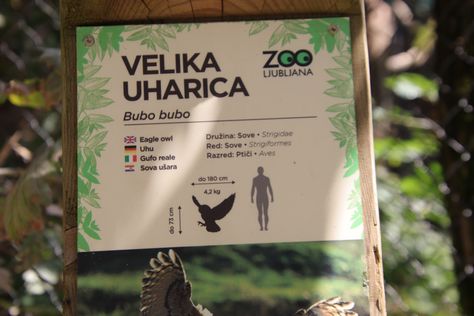 VELIKA
UHARICA
ZOO
LJUBLJANA
Bubo bubo
Eagle owl
Uhu
Gufo reale
Sova ušara
Družina: Sove • Strigidae
Red: Sove • Strigiformes
Razred: Ptiči • Aves
do 180 cm
4,2 kg
do 73 cm